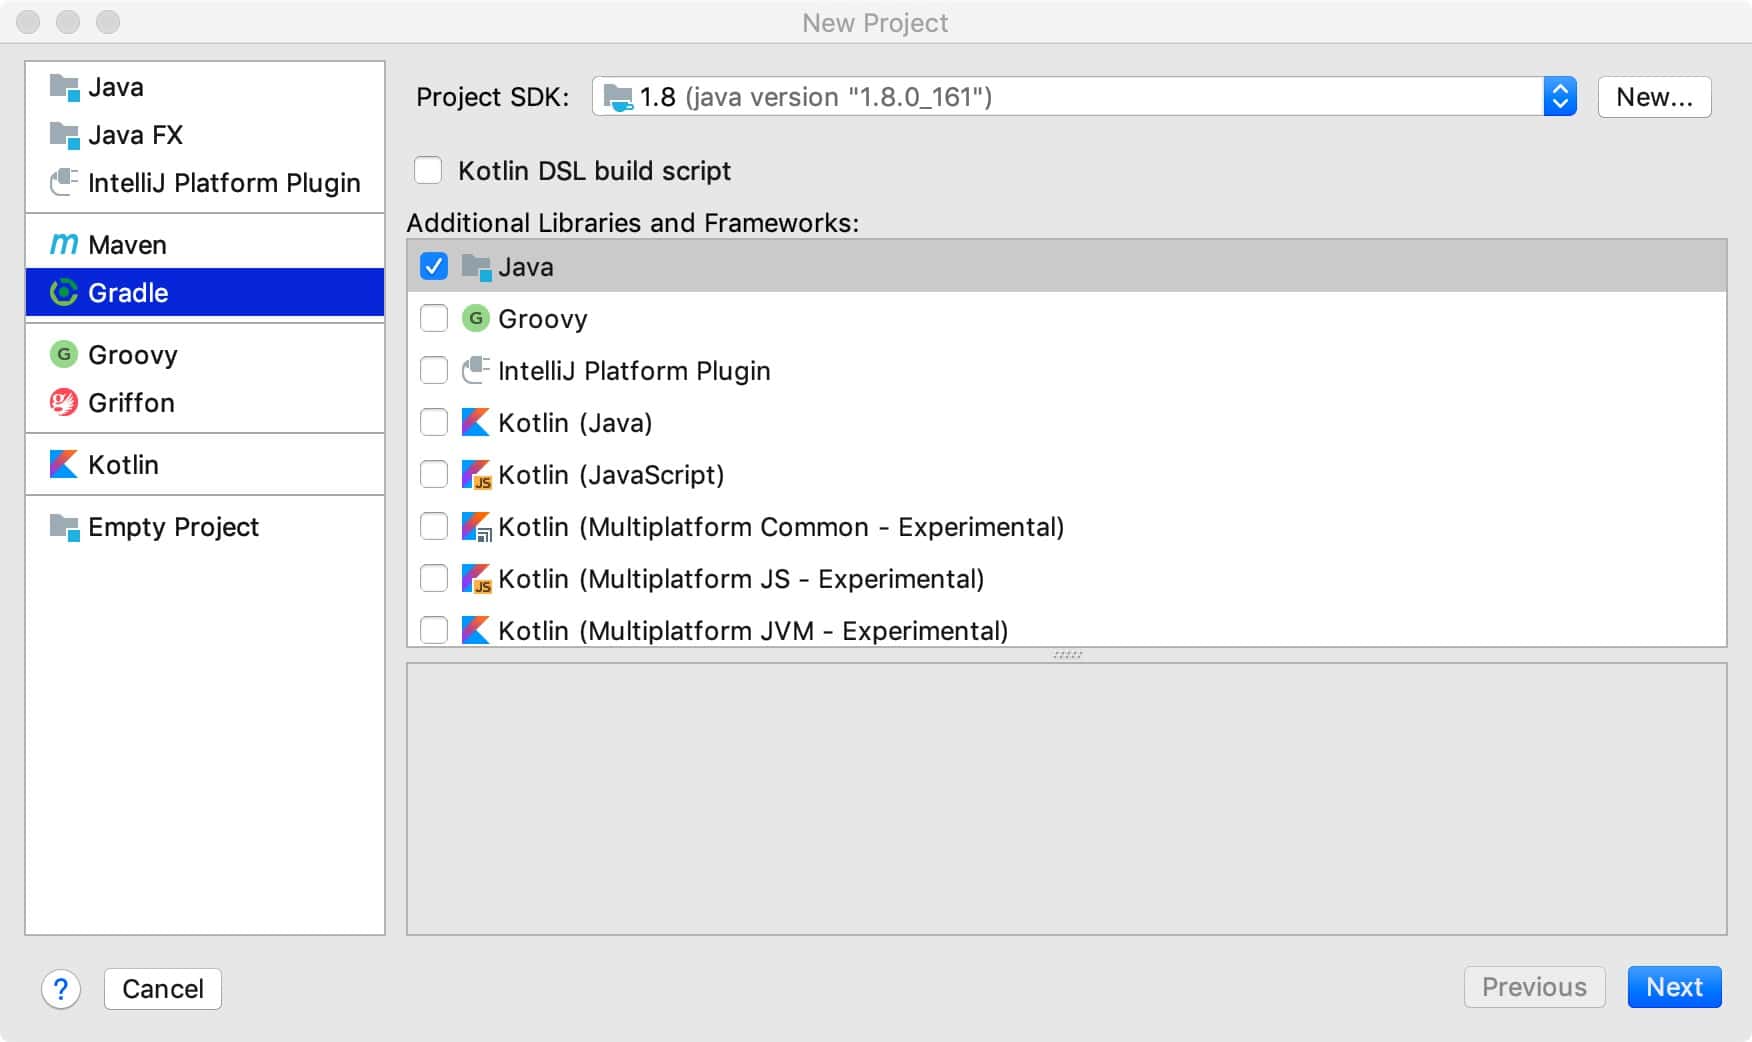 New Project
Java
Java FX
IntelliJ Platform Plugin
Maven
Gradle
Groovy
Griffon
Kotlin
Empty Project
Project SDK: 1.8 (java version "1.8.0_161") New...
Kotlin DSL build script
Additional Libraries and Frameworks:
Java
Groovy
IntelliJ Platform Plugin
Kotlin (Java)
Kotlin (JavaScript)
Kotlin (Multiplatform Common - Experimental)
Kotlin (Multiplatform JS - Experimental)
Kotlin (Multiplatform JVM - Experimental)
? Cancel Previous Next